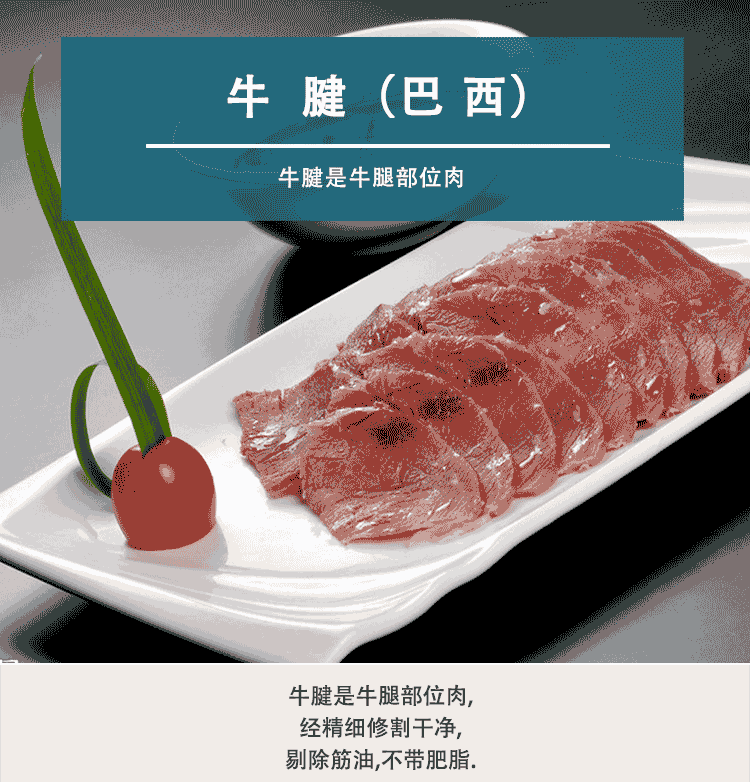 牛 腱（巴 西）
牛腱是牛腿部位肉
牛腱是牛腿部位肉,
经精细修割干净,
剔除筋油,不带肥脂.